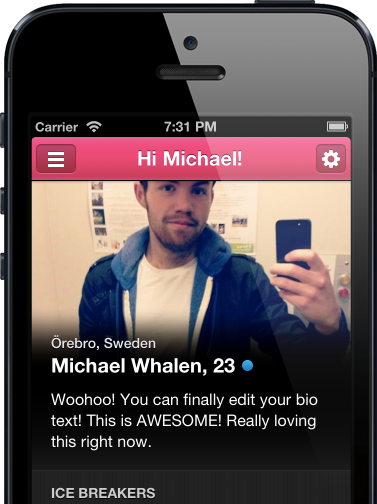 Carrier 7:31 PM
Hi Michael!
Örebro, Sweden
Michael Whalen, 23
Woohoo! You can finally edit your bio
text! This is AWESOME! Really loving
this right now.
ICE BREAKERS